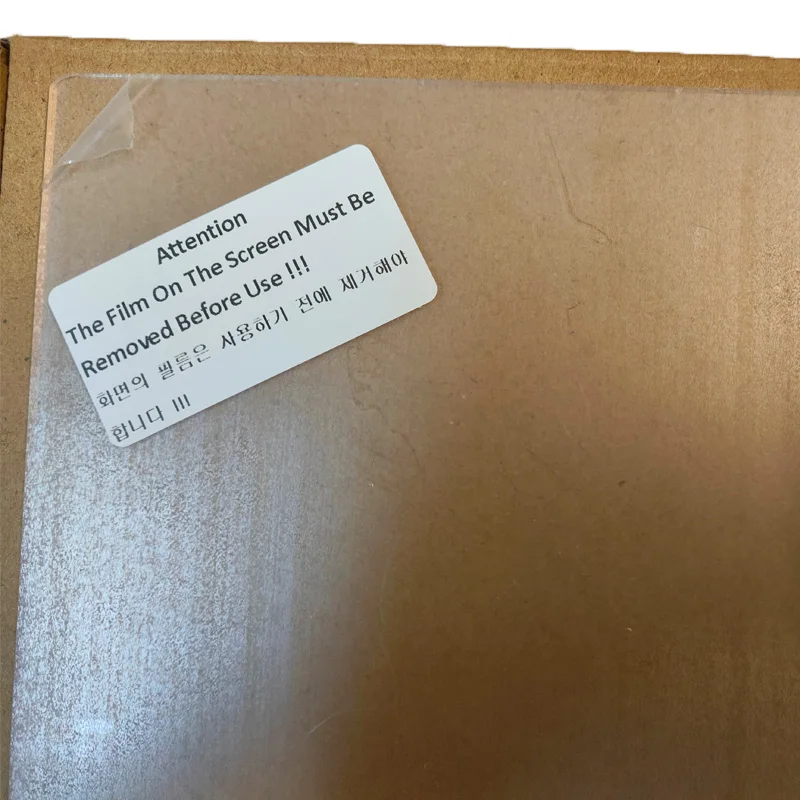 Attention
The Film On The Screen Must Be
Removed Before Use !!!
화면의 필름은 사용하기 전에 제거해야
합니다 !!!